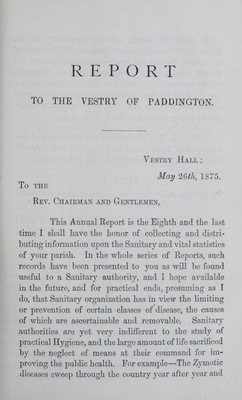 REPORT
TO THE VESTRY OF PADDINGTON.
VESTRY HALL;
May 26th, 1875.
TO THE
REV. CHAIRMAN AND GENTLEMEN,
This Annual Report is the Eighth and the last
time I shall have the honor of collecting and distri-
buting information upon the Sanitary and vital statistics
of your parish. In the whole series of Reports, such
records have been presented to you as will be found
useful to a Sanitary authority, and I hope available
in the future, and for practical ends, presuming as I
do, that Sanitary organization has in view the limiting
or prevention of certain classes of disease, the causes
of which are ascertainable and removable. Sanitary
authorities are yet very indifferent to the study of
practical Hygiene, and the large amount of life sacrificed
by the neglect of means at their command for im-
proving the public health. For example—The Zymotic
diseases sweep through the country year after year and